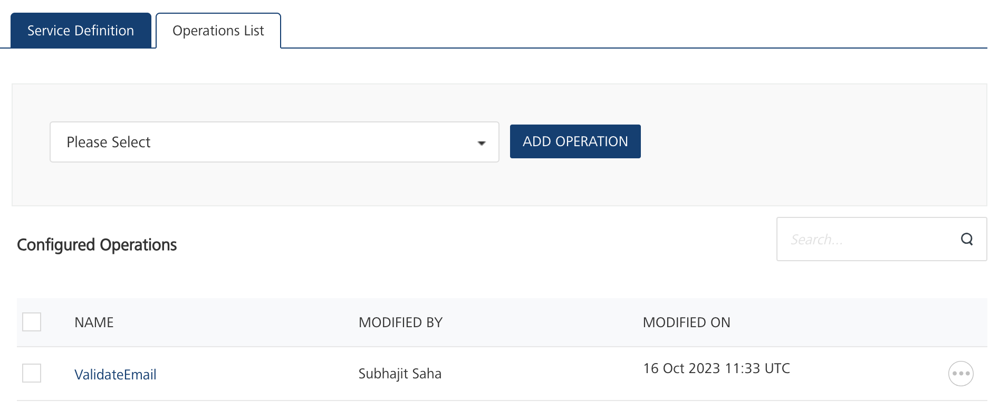 Service Definition
Operations List
Please Select
ADD OPERATION
Configured Operations
Search...
NAME MODIFIED BY MODIFIED ON
ValidateEmail Subhajit Saha 16 Oct 2023 11:33 UTC